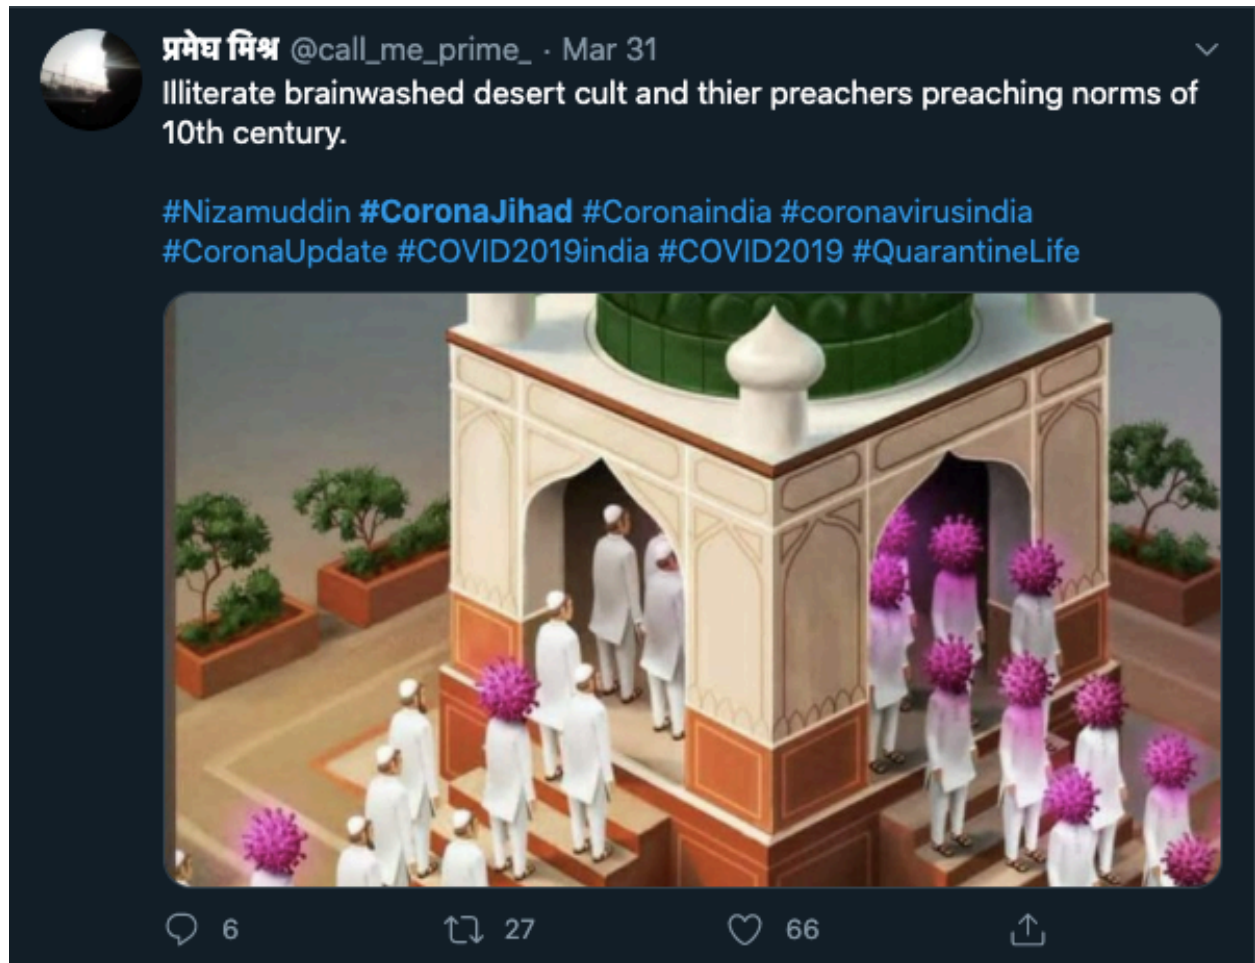 प्रमेघ मिश्र @call_me_prime_ · Mar 31
Illiterate brainwashed desert cult and thier preachers preaching norms of
10th century.
#Nizamuddin #CoronaJihad #Coronaindia #coronavirusindia
#CoronaUpdate #COVID2019india #COVID2019 #QuarantineLife
6 27 66